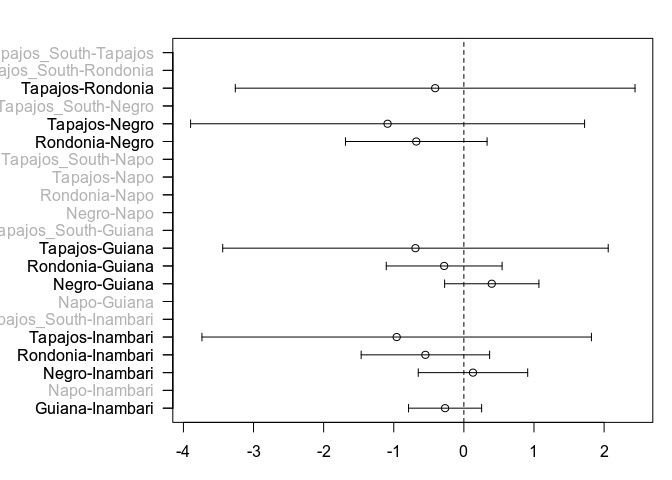 pajos_South-Tapajos
ajos_South-Rondonia
Tapajos-Rondonia
Tapajos_South-Negro
Tapajos-Negro
Rondonia-Negro
Tapajos_South-Napo
Tapajos-Napo
Rondonia-Napo
Negro-Napo
apajos_South-Guiana
Tapajos-Guiana
Rondonia-Guiana
Negro-Guiana
Napo-Guiana
pajos_South-Inambari
Tapajos-Inambari
Rondonia-Inambari
Negro-Inambari
Napo-Inambari
Guiana-Inambari
-4 -3 -2 -1 0 1 2